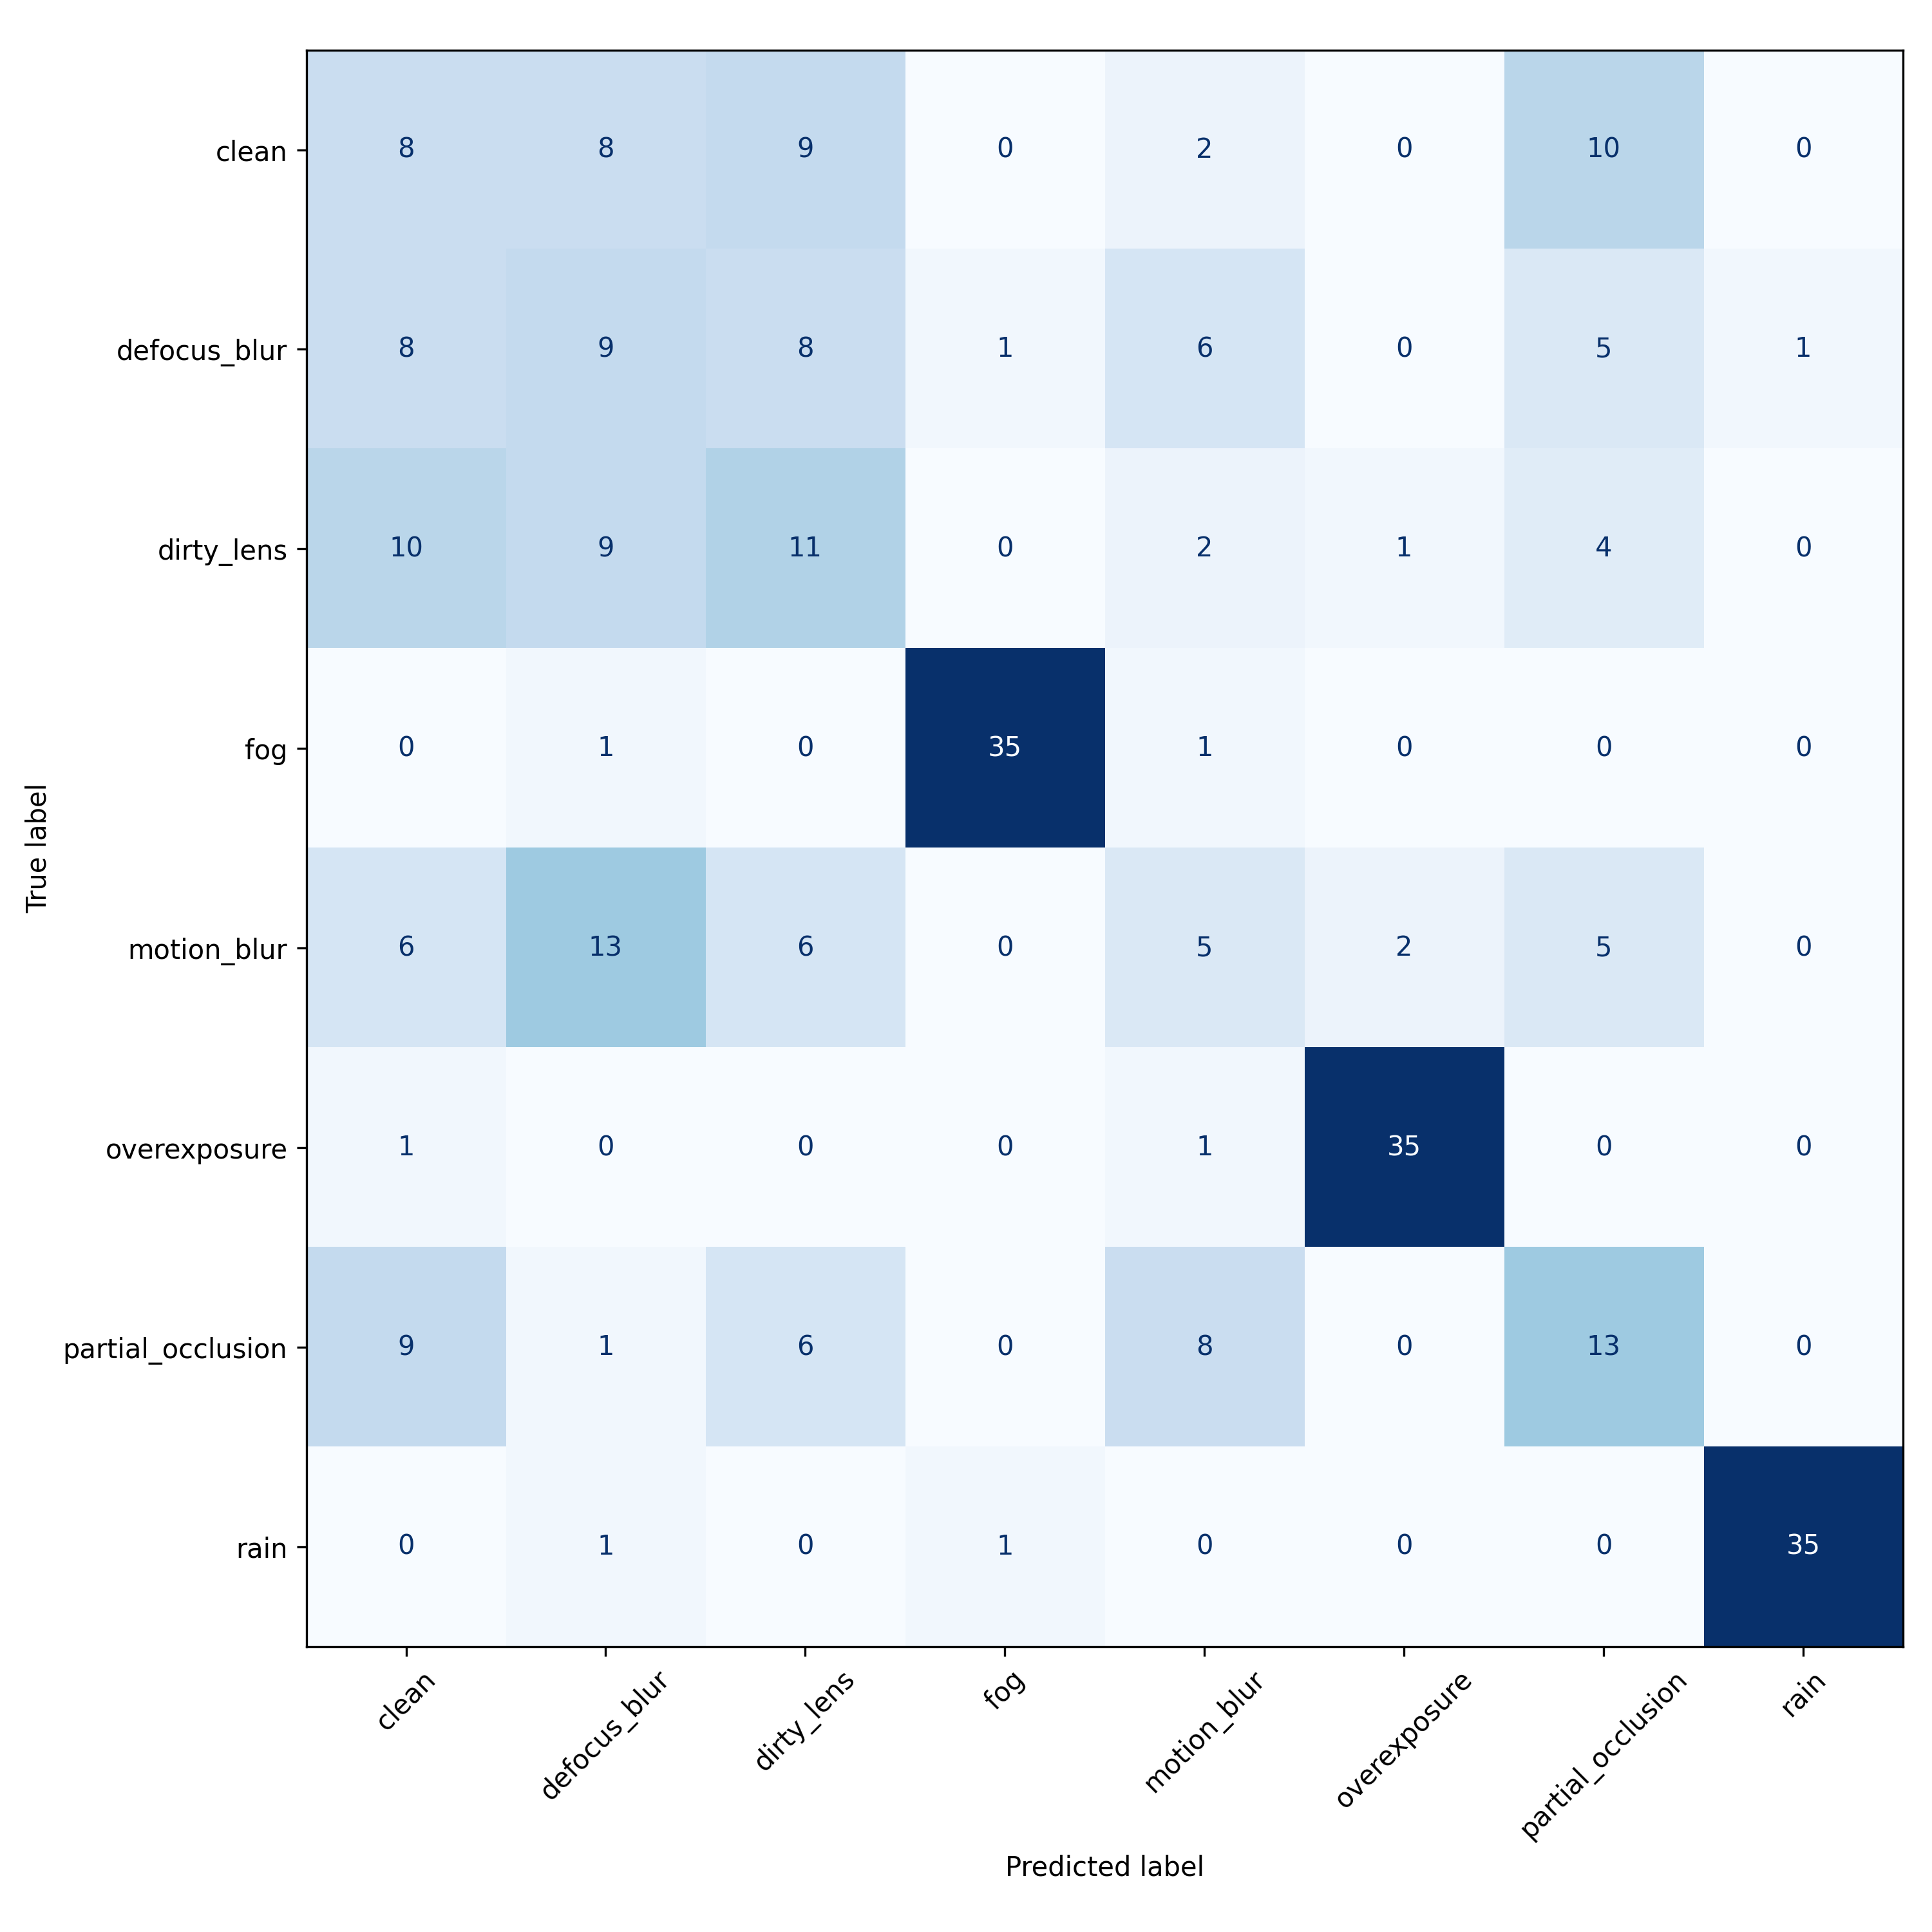 clean 8 8 9 0 2 0 10 0
defocus_blur 8 9 8 1 6 0 5 1
dirty_lens 10 9 11 0 2 1 4 0
fog 0 1 0 35 1 0 0 0
True label
motion_blur 6 13 6 0 5 2 5 0
overexposure 1 0 0 0 1 35 0 0
partial_occlusion 9 1 6 0 8 0 13 0
rain 0 1 0 1 0 0 0 35
clean defocus_blur dirty_lens fog motion_blur overexposure partial_occlusion rain
Predicted label